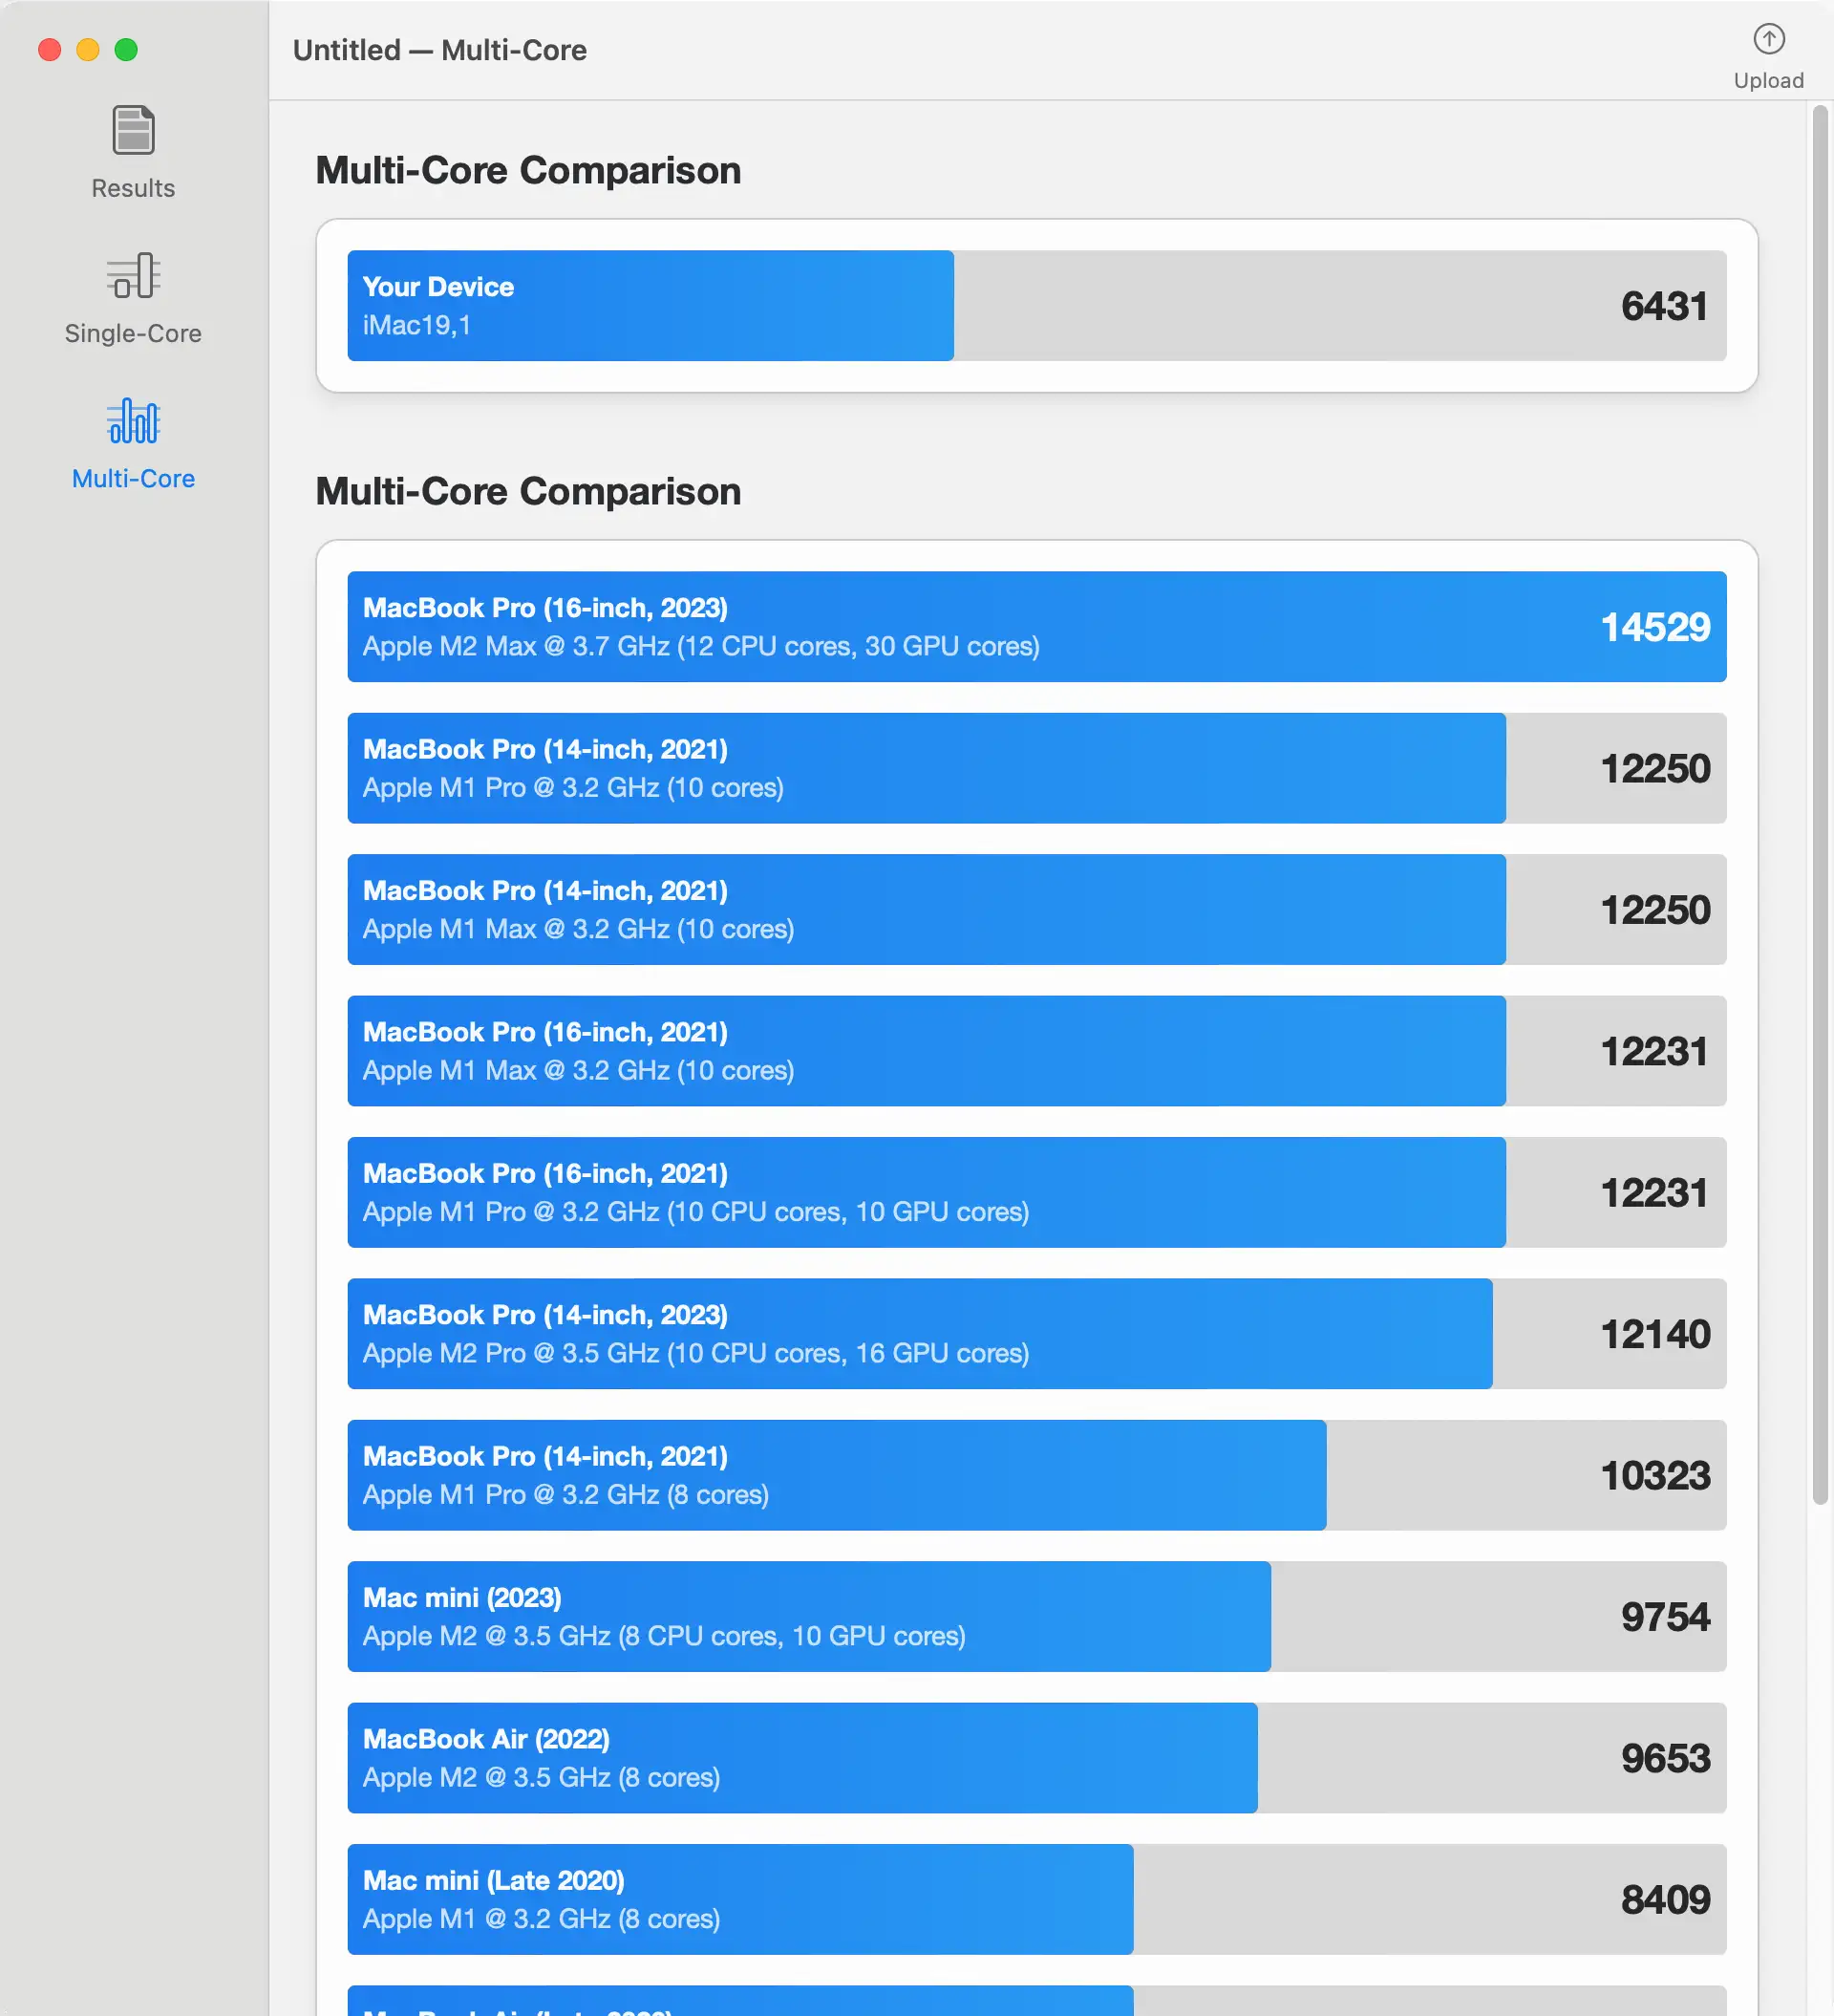 Untitled — Multi-Core
Upload
Results
Single-Core
Multi-Core
Multi-Core Comparison
Your Device
iMac19,1
6431
Multi-Core Comparison
MacBook Pro (16-inch, 2023)
Apple M2 Max @ 3.7 GHz (12 CPU cores, 30 GPU cores)
14529
MacBook Pro (14-inch, 2021)
Apple M1 Pro @ 3.2 GHz (10 cores)
12250
MacBook Pro (14-inch, 2021)
Apple M1 Max @ 3.2 GHz (10 cores)
12250
MacBook Pro (16-inch, 2021)
Apple M1 Max @ 3.2 GHz (10 cores)
12231
MacBook Pro (16-inch, 2021)
Apple M1 Pro @ 3.2 GHz (10 CPU cores, 10 GPU cores)
12231
MacBook Pro (14-inch, 2023)
Apple M2 Pro @ 3.5 GHz (10 CPU cores, 16 GPU cores)
12140
MacBook Pro (14-inch, 2021)
Apple M1 Pro @ 3.2 GHz (8 cores)
10323
Mac mini (2023)
Apple M2 @ 3.5 GHz (8 CPU cores, 10 GPU cores)
9754
MacBook Air (2022)
Apple M2 @ 3.5 GHz (8 cores)
9653
Mac mini (Late 2020)
Apple M1 @ 3.2 GHz (8 cores)
8409